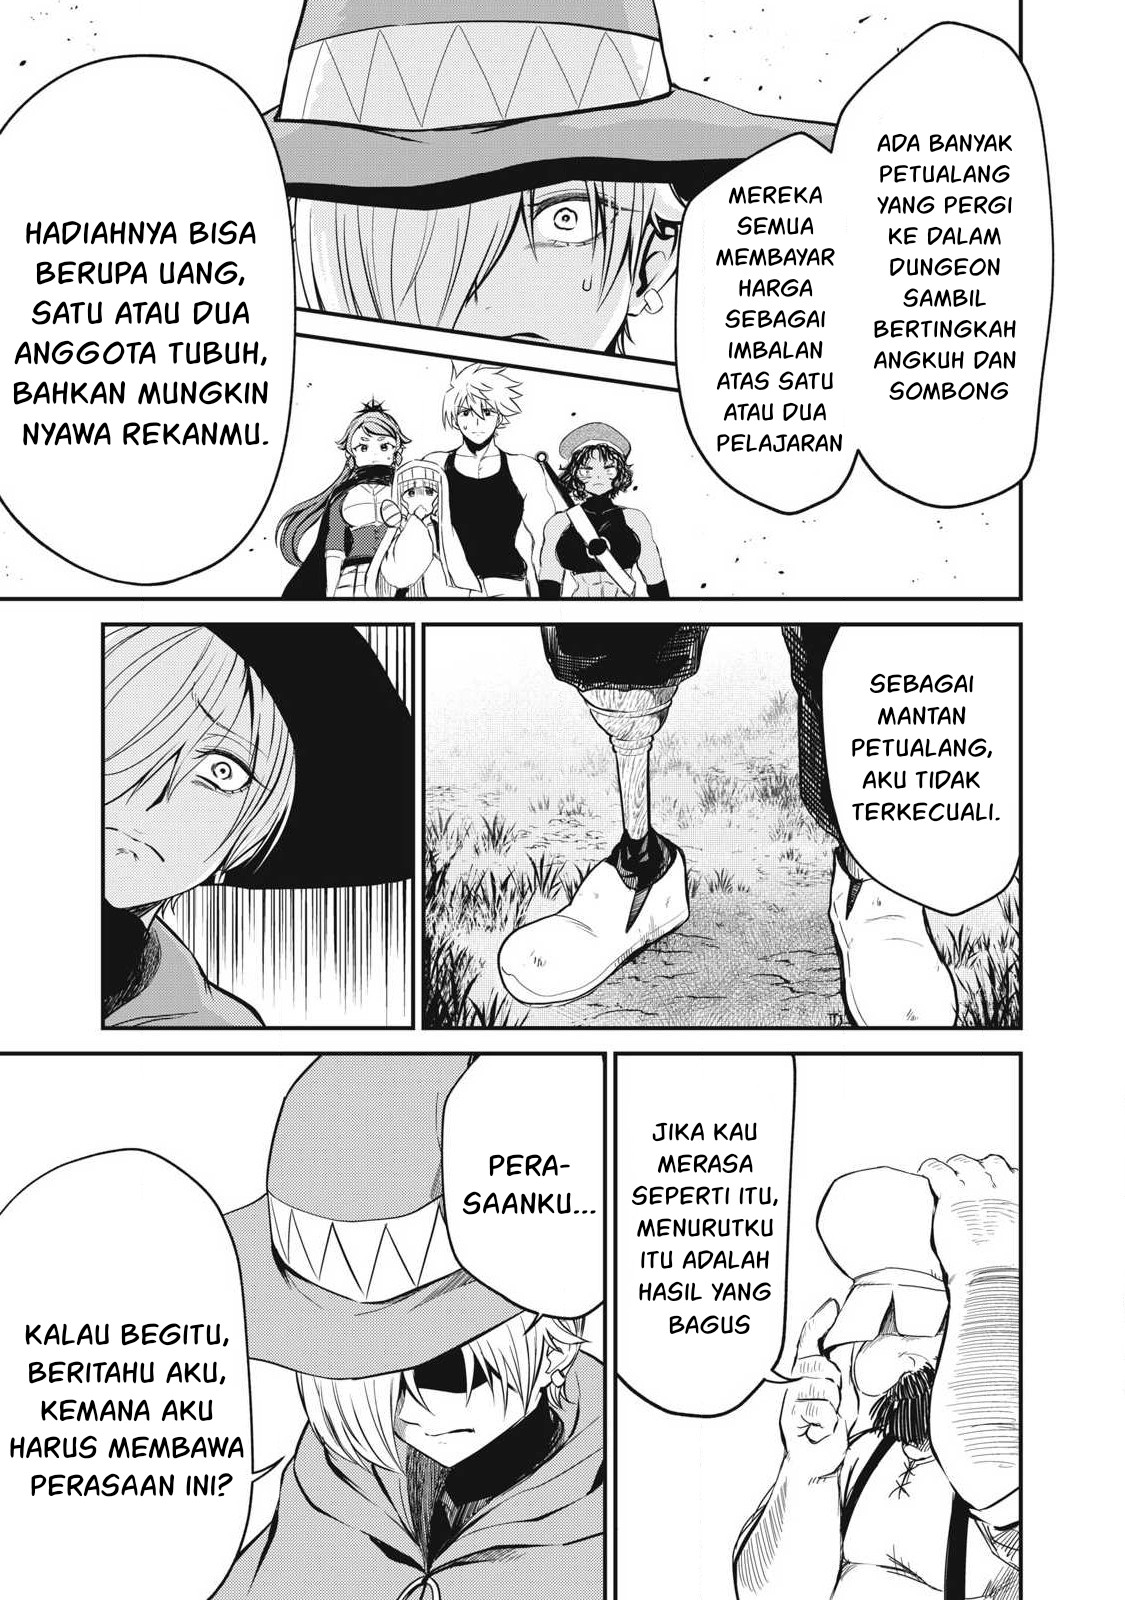 ADA BANYAK
PETUALANG
YANG PERGI
KE DALAM
DUNGEON
SAMBIL
BERTINGKAH
ANGKUH DAN
SOMBONG
MEREKA
SEMUA
MEMBAYAR
HARGA
SEBAGAI
IMBALAN
ATAS SATU
ATAU DUA
PELAJARAN
HADIAHNYA BISA
BERUPA UANG,
SATU ATAU DUA
ANGGOTA TUBUH,
BAHKAN MUNGKIN
NYAWA REKANMU.
SEBAGAI
MANTAN
PETUALANG,
AKU TIDAK
TERKECUALI.
JIKA KAU
MERASA
SEPERTI ITU,
MENURUTKU
ITU ADALAH
HASIL YANG
BAGUS
PERA-
SAANKU...
KALAU BEGITU,
BERITAHU AKU,
KEMANA AKU
HARUS MEMBAWA
PERASAAN INI?